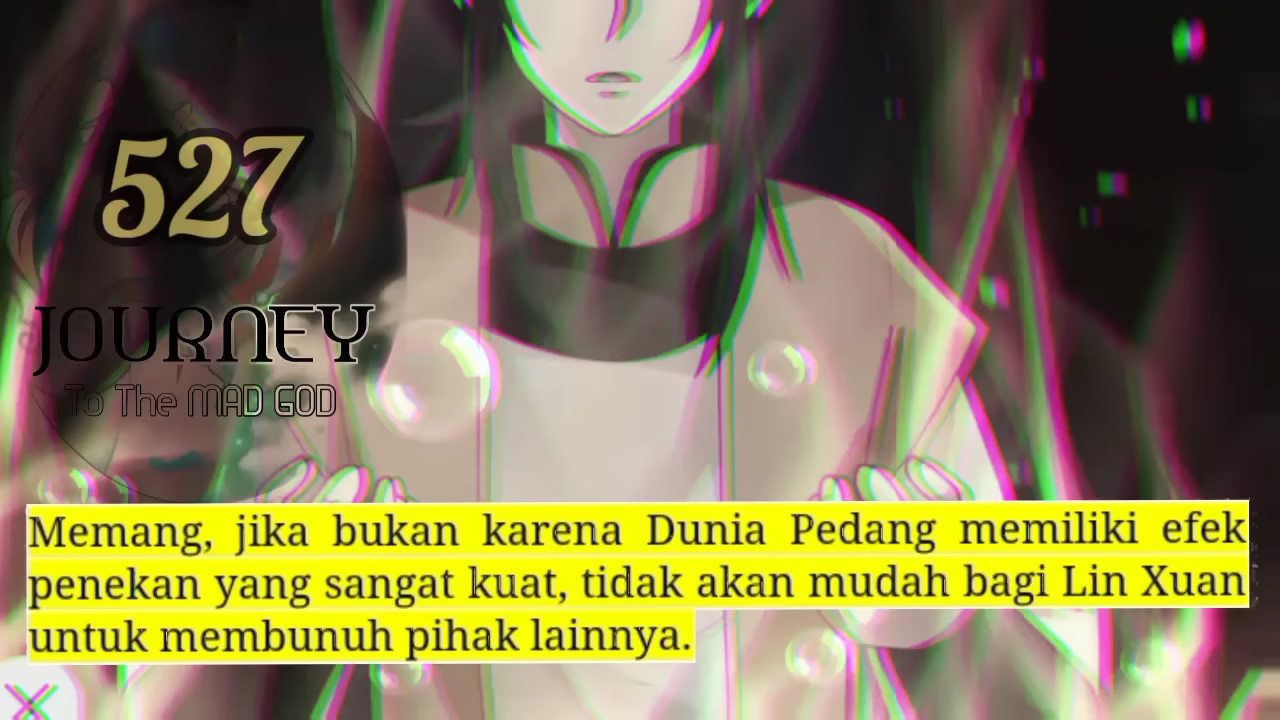 527
JOURNEY
To The MAD GOD
Memang, jika bukan karena Dunia Pedang memiliki efek
penekan yang sangat kuat, tidak akan mudah bagi Lin Xuan
untuk membunuh pihak lainnya.